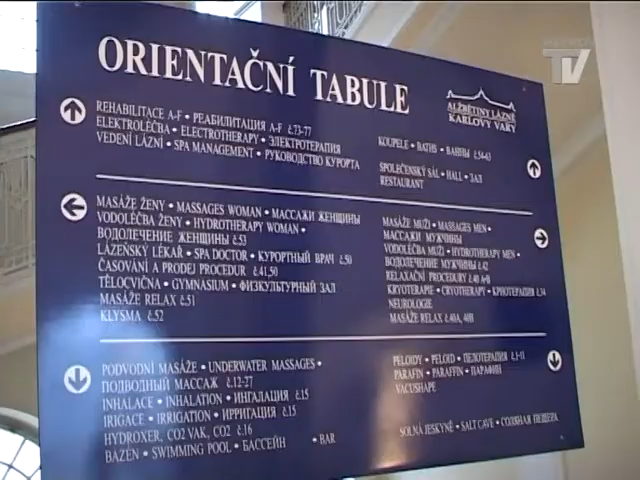 TV
ORIENTAČNÍ TABULE
ALŽBĚTINY LÁZNĚ
KARLOVY VARY
REHABILITACE A-F • РЕАБИЛИТАЦИЯ A-F č.73-77
ELEKTROLÉČBA • ELECTROTHERAPY • ЭЛЕКТРОТЕРАПИЯ
VEDENÍ LÁZNÍ • SPA MANAGEMENT • РУКОВОДСТВО КУРОРТА
KOUPELE • BATHS • ВАННЫ č.54-63
SPOLEČENSKÝ SÁL • HALL • ЗАЛ
RESTAURANT
MASÁŽE ŽENY • MASSAGES WOMAN • МАССАЖИ ЖЕНЩИНЫ
VODOLÉČBA ŽENY • HYDROTHERAPY WOMAN •
ВОДОЛЕЧЕНИЕ ЖЕНЩИНЫ č.53
LÁZEŇSKÝ LÉKAŘ • SPA DOCTOR • КУРОРТНЫЙ ВРАЧ č.50
ČASOVÁNÍ A PRODEJ PROCEDUR č.41,50
TĚLOCVIČNA • GYMNASIUM • ФИЗКУЛЬТУРНЫЙ ЗАЛ
MASÁŽE RELAX č.51
KLYSMA č.52
MASÁŽE MUŽI • MASSAGES MEN •
МАССАЖИ МУЖЧИНЫ
VODOLÉČBA MUŽI • HYDROTHERAPY MEN •
ВОДОЛЕЧЕНИЕ МУЖЧИНЫ č.42
RELAXAČNÍ PROCEDURY č.40 A+B
KRYOTERAPIE • CRYOTHERAPY • КРИОТЕРАПИЯ č.34
NEUROLOGIE
MASÁŽE RELAX č.40A, 40B
PODVODNÍ MASÁŽE • UNDERWATER MASSAGES •
ПОДВОДНЫЙ МАССАЖ č.12-27
INHALACE • INHALATION • ИНГАЛАЦИЯ č.15
IRIGACE • IRRIGATION • ИРРИГАЦИЯ č.15
HYDROXER, CO2 VAK, CO2 č.16
BAZÉN • SWIMMING POOL • БАССЕЙН • BAR
PELOIDY • PELOID • ПЕЛОТЕРАПИЯ č.1-11
PARAFIN • PARAFFIN • ПАРАФИН
VACUSHAPE
SOLNÁ JESKYNĚ • SALT CAVE • СОЛЯНАЯ ПЕЩЕРА